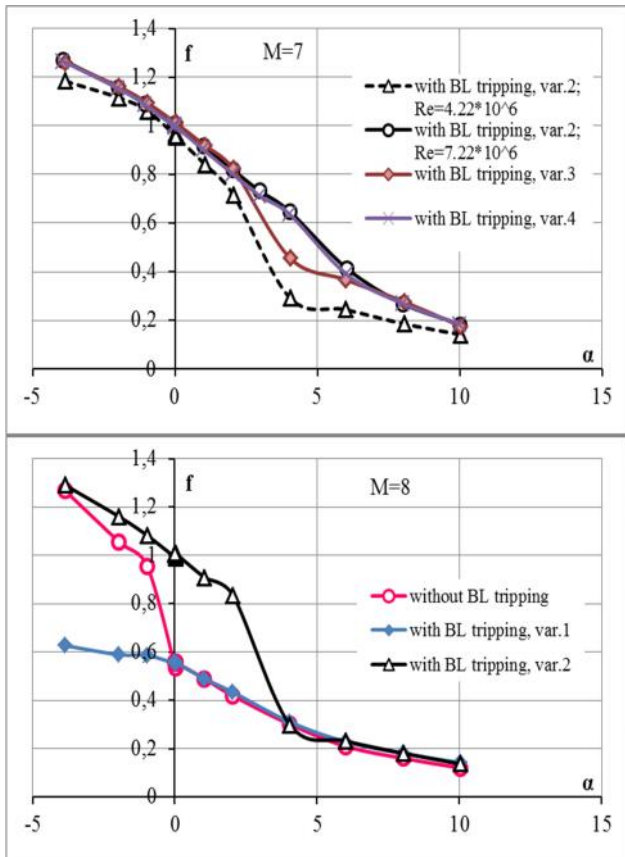 1,4
f
M=7
1,2
1
0,8
0,6
0,4
0,2
0
α
-5
0
5
10
15
with BL tripping, var.2;
Re=4.22*10^6
with BL tripping, var.2;
Re=7.22*10^6
with BL tripping, var.3
with BL tripping, var.4
1,4
f
M=8
1,2
1
0,8
0,6
0,4
0,2
0
α
-5
0
5
10
15
without BL tripping
with BL tripping, var.1
with BL tripping, var.2